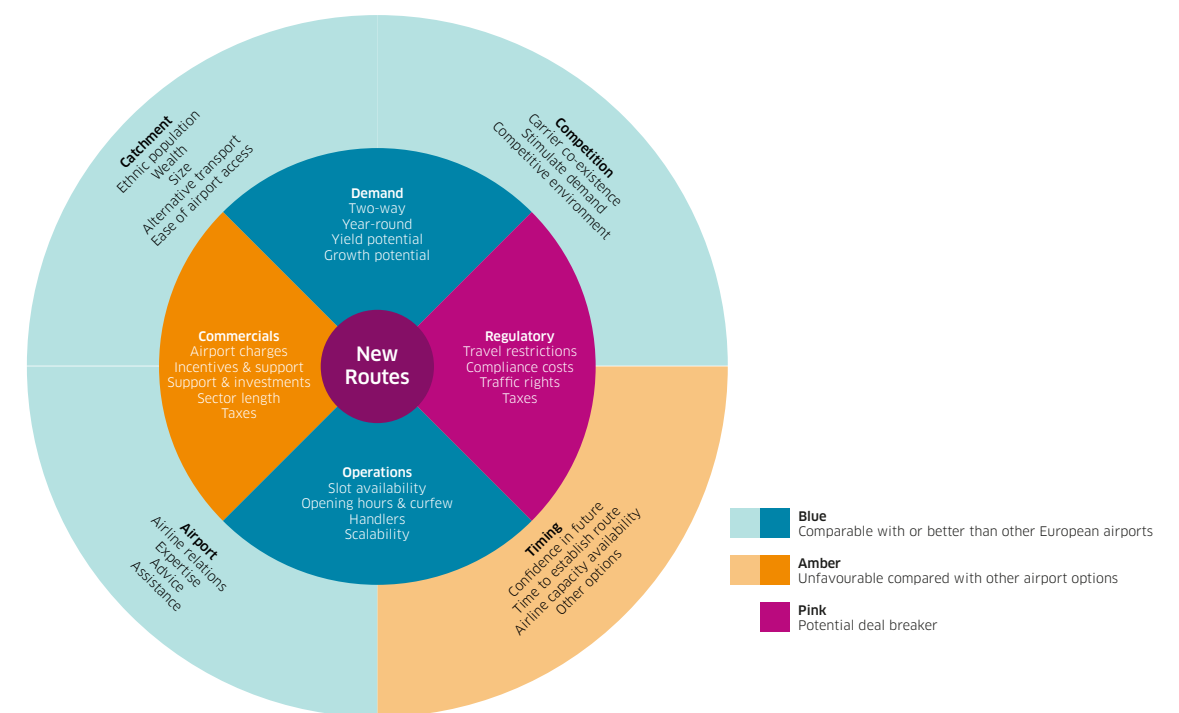 Catchment
Ethnic population
Wealth
Size
Alternative transport
Ease of airport access
Competition
Carrier co-existence
Stimulate demand
Competitive environment
Demand
Two-way
Year-round
Yield potential
Growth potential
Commercials
Airport charges
Incentives & support
Support & investments
Sector length
Taxes
New
Routes
Regulatory
Travel restrictions
Compliance costs
Traffic rights
Taxes
Operations
Slot availability
Opening hours & curfew
Handlers
Scalability
Airport
Airline relations
Expertise
Advice
Assistance
Timing
Confidence in future
Time to establish route
Airline capacity availability
Other options
Blue
Comparable with or better than other European airports
Amber
Unfavourable compared with other airport options
Pink
Potential deal breaker